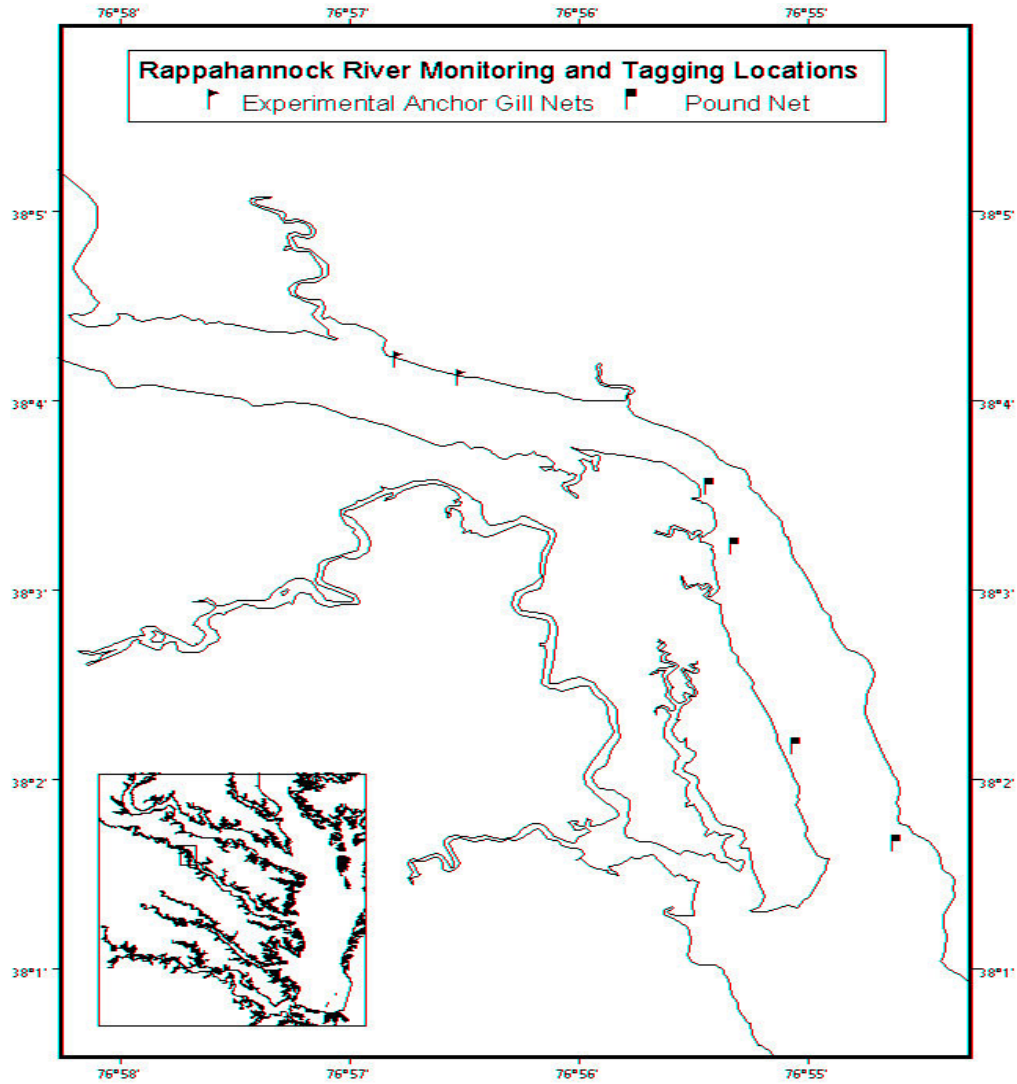 76°58' 76°57' 76°56' 76°55'
Rappahannock River Monitoring and Tagging Locations
Experimental Anchor Gill Nets Pound Net
38°5' 38°5'
38°4' 38°4'
38°3' 38°3'
38°2' 38°2'
38°1' 38°1'
76°58' 76°57' 76°56' 76°55'